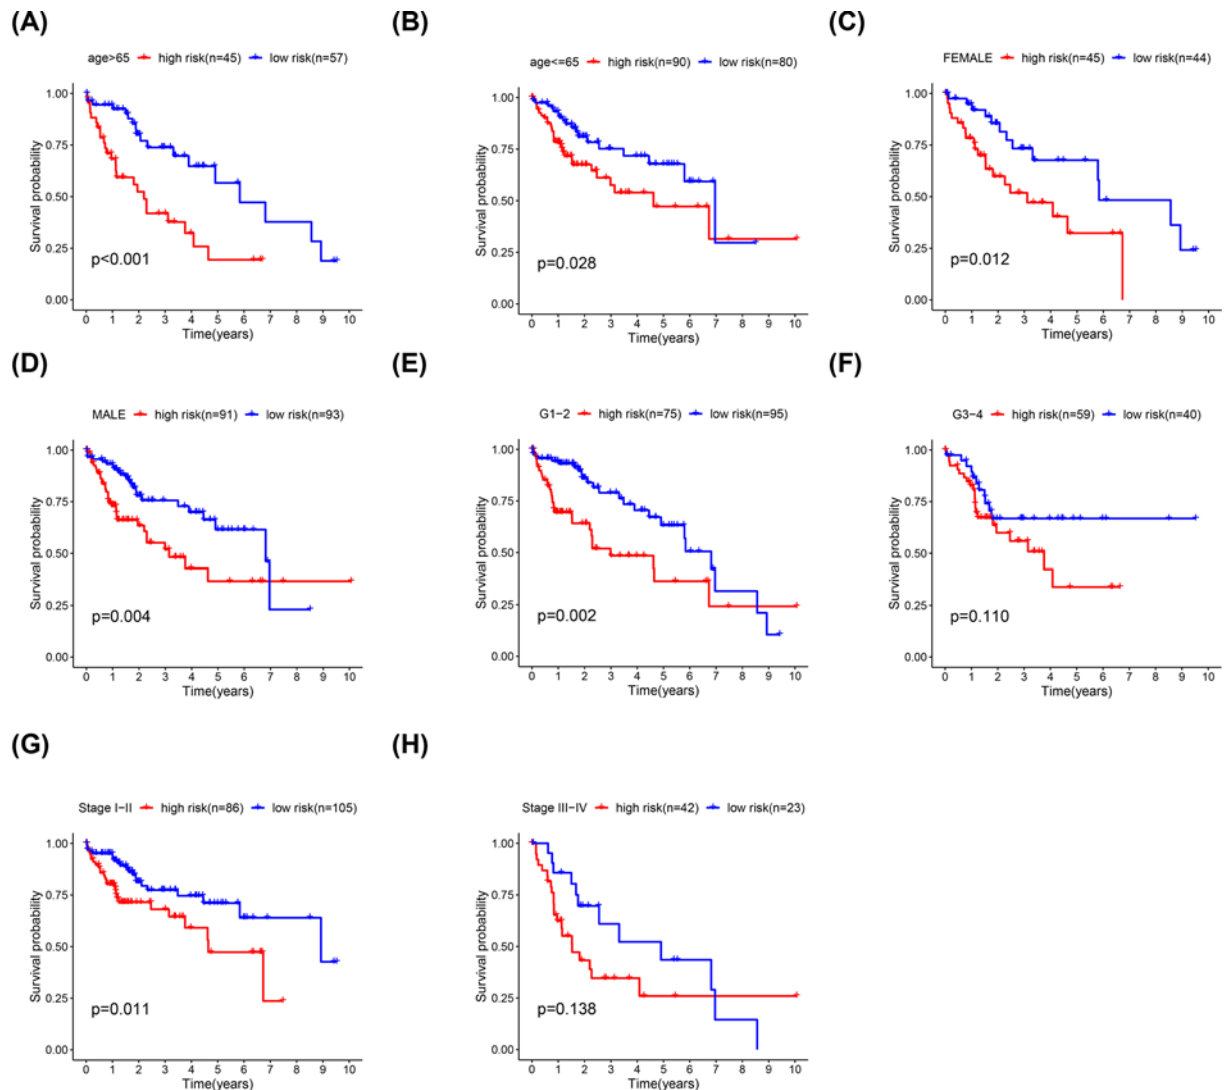 (A)
age>65 high risk(n=45) low risk(n=57)
Survival probability
1.00
0.75
0.50
0.25
0.00
p<0.001
0 1 2 3 4 5 6 7 8 9 10
Time(years)
(B)
age<=65 high risk(n=90) low risk(n=80)
Survival probability
1.00
0.75
0.50
0.25
0.00
p=0.028
0 1 2 3 4 5 6 7 8 9 10
Time(years)
(C)
FEMALE high risk(n=45) low risk(n=44)
Survival probability
1.00
0.75
0.50
0.25
0.00
p=0.012
0 1 2 3 4 5 6 7 8 9 10
Time(years)
(D)
MALE high risk(n=91) low risk(n=93)
Survival probability
1.00
0.75
0.50
0.25
0.00
p=0.004
0 1 2 3 4 5 6 7 8 9 10
Time(years)
(E)
G1-2 high risk(n=75) low risk(n=95)
Survival probability
1.00
0.75
0.50
0.25
0.00
p=0.002
0 1 2 3 4 5 6 7 8 9 10
Time(years)
(F)
G3-4 high risk(n=59) low risk(n=40)
Survival probability
1.00
0.75
0.50
0.25
0.00
p=0.110
0 1 2 3 4 5 6 7 8 9 10
Time(years)
(G)
Stage I-II high risk(n=86) low risk(n=105)
Survival probability
1.00
0.75
0.50
0.25
0.00
p=0.011
0 1 2 3 4 5 6 7 8 9 10
Time(years)
(H)
Stage III-IV high risk(n=42) low risk(n=23)
Survival probability
1.00
0.75
0.50
0.25
0.00
p=0.138
0 1 2 3 4 5 6 7 8 9 10
Time(years)